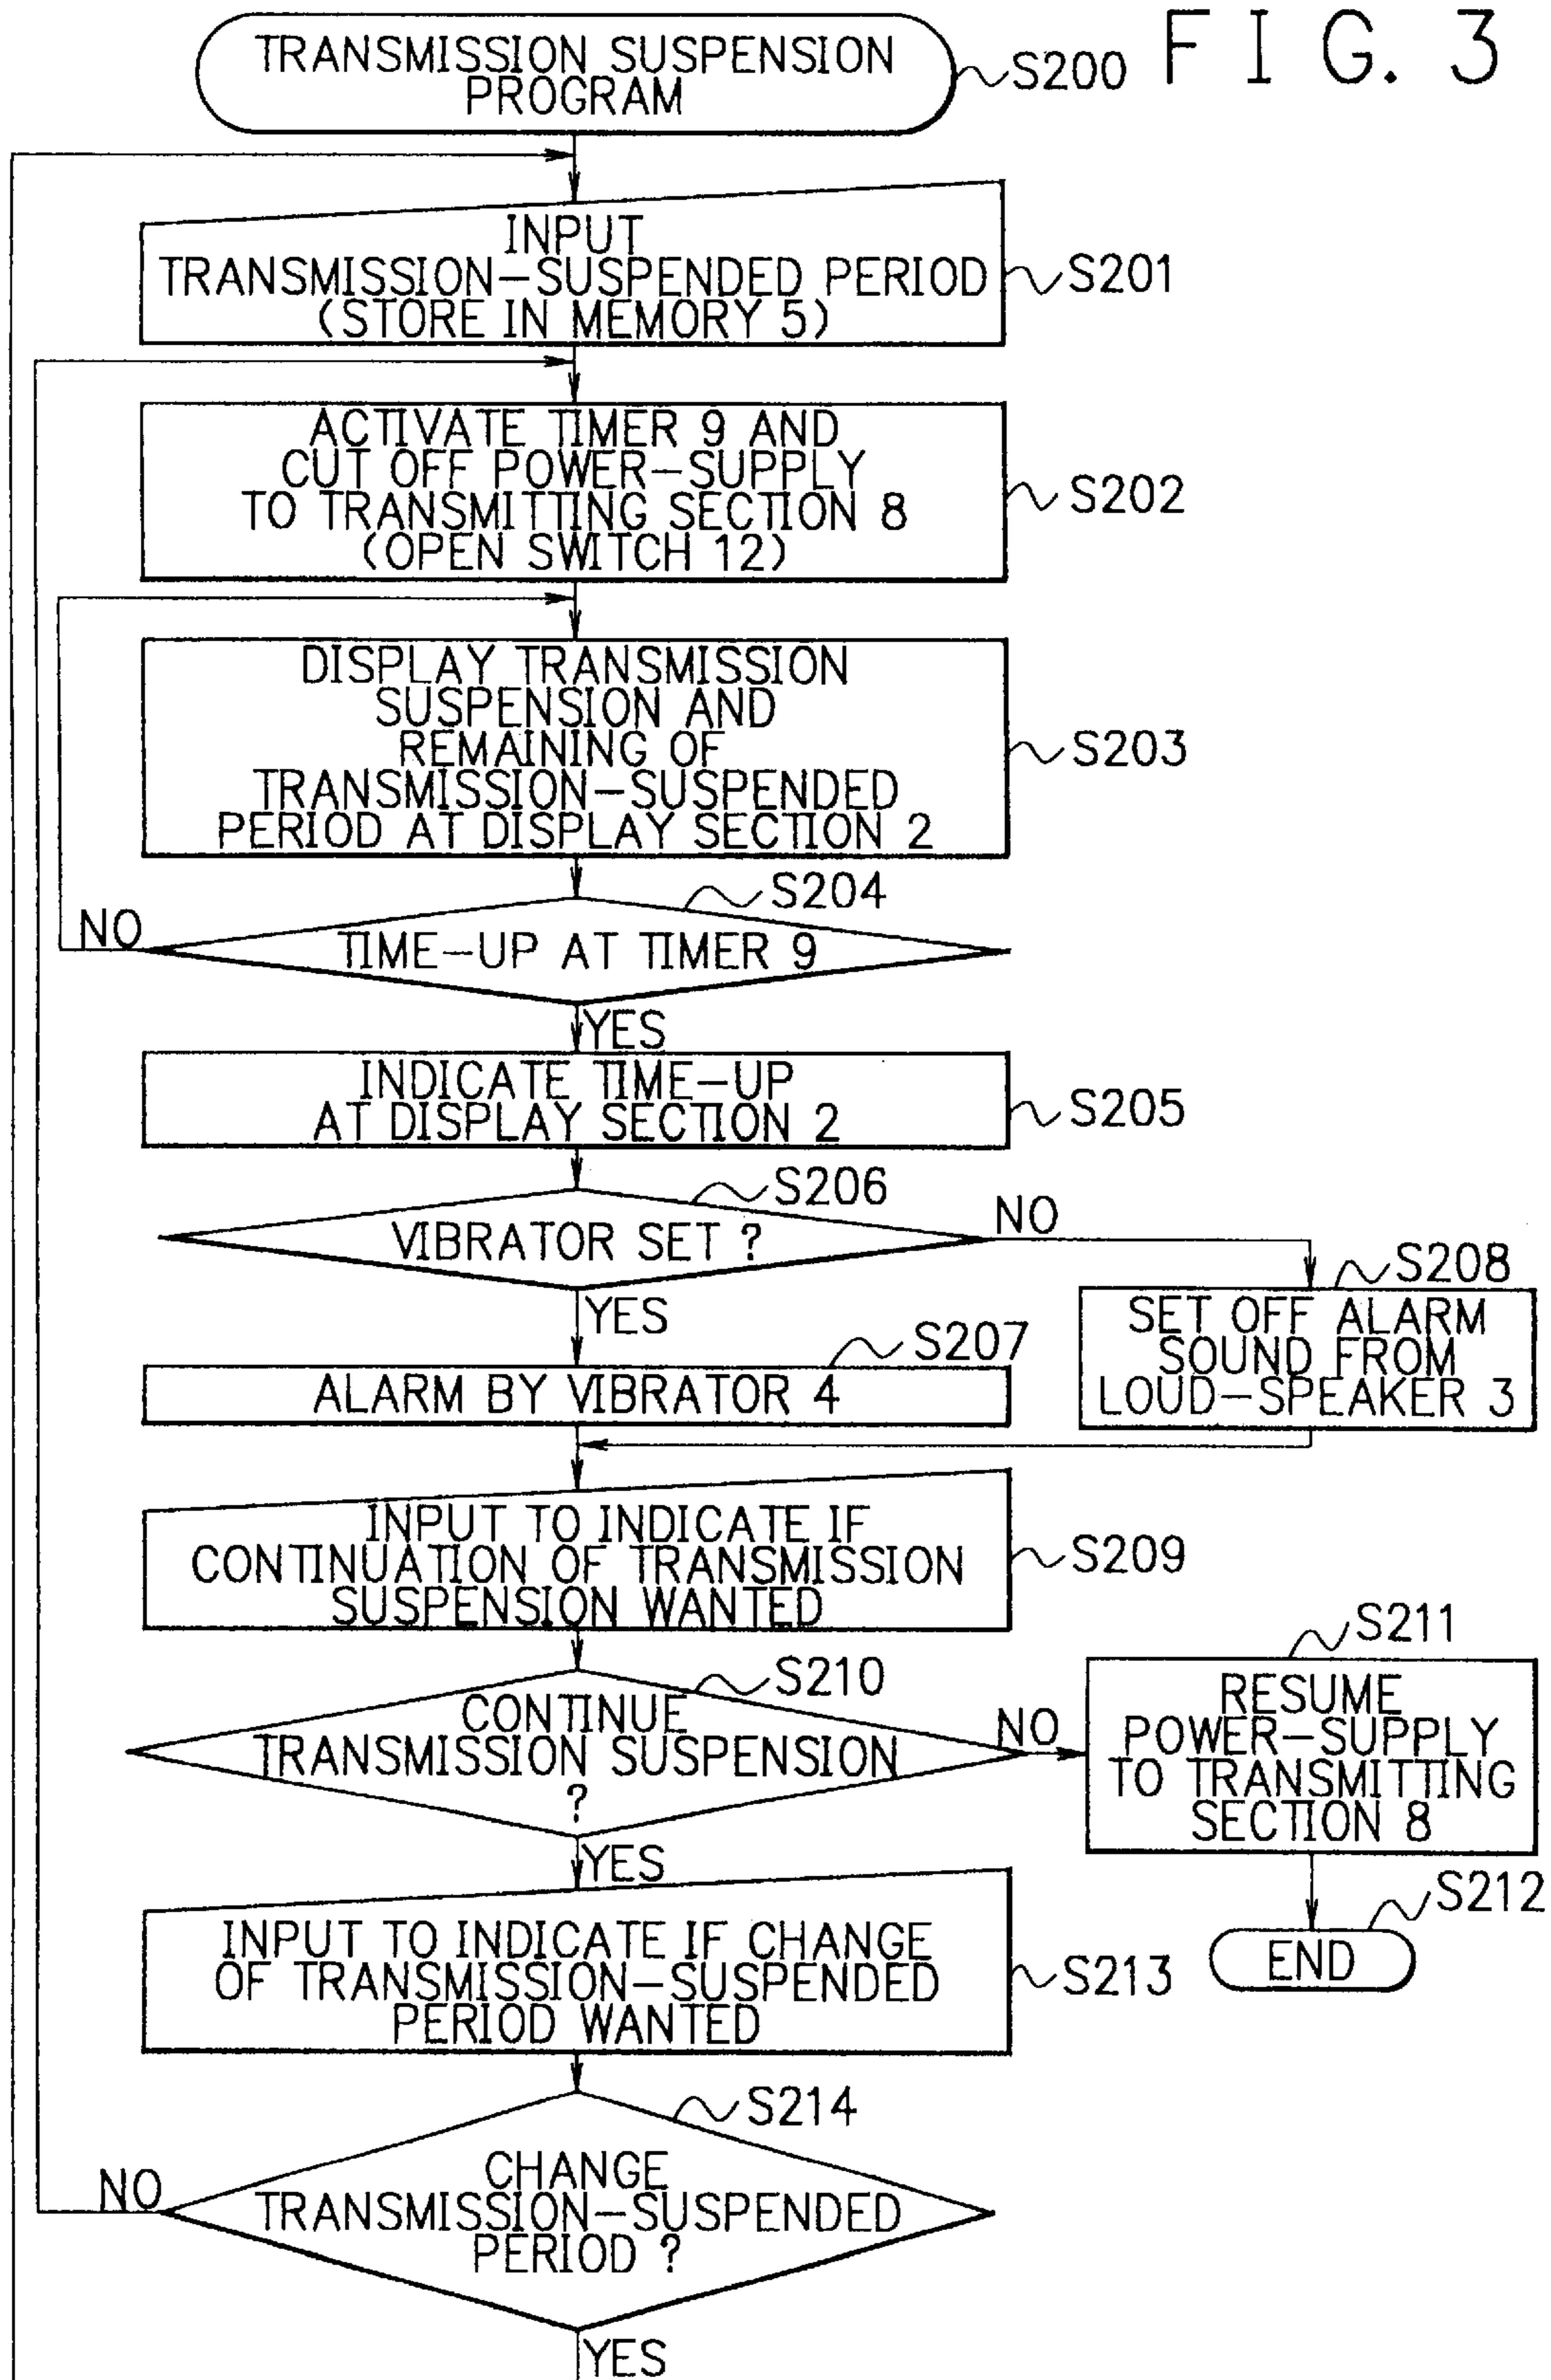 FIG. 3
TRANSMISSION SUSPENSION
PROGRAM
S200
INPUT
TRANSMISSION-SUSPENDED PERIOD
(STORE IN MEMORY 5)
S201
ACTIVATE TIMER 9 AND
CUT OFF POWER-SUPPLY
TO TRANSMITTING SECTION 8
(OPEN SWITCH 12)
S202
DISPLAY TRANSMISSION
SUSPENSION AND
REMAINING OF
TRANSMISSION-SUSPENDED
PERIOD AT DISPLAY SECTION 2
S203
S204
NO
TIME-UP AT TIMER 9
YES
INDICATE TIME-UP
AT DISPLAY SECTION 2
S205
S206
VIBRATOR SET ?
NO
YES
S208
SET OFF ALARM
SOUND FROM
LOUD-SPEAKER 3
S207
ALARM BY VIBRATOR 4
INPUT TO INDICATE IF
CONTINUATION OF TRANSMISSION
SUSPENSION WANTED
S209
S210
CONTINUE
TRANSMISSION SUSPENSION
?
NO
S211
RESUME
POWER-SUPPLY
TO TRANSMITTING
SECTION 8
S212
END
YES
INPUT TO INDICATE IF CHANGE
OF TRANSMISSION-SUSPENDED
PERIOD WANTED
S213
S214
NO
CHANGE
TRANSMISSION-SUSPENDED
PERIOD ?
YES